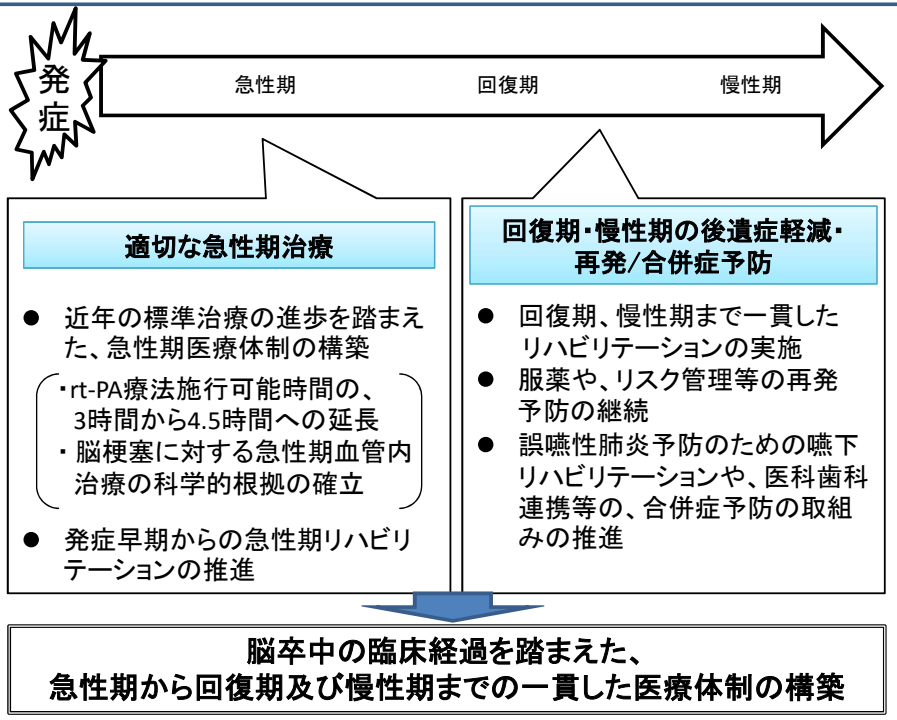 発症
急性期
回復期
慢性期
適切な急性期治療
● 近年の標準治療の進歩を踏まえ
た、急性期医療体制の構築
・rt-PA療法施行可能時間の、
3時間から4.5時間への延長
・脳梗塞に対する急性期血管内
治療の科学的根拠の確立
● 発症早期からの急性期リハビリ
テーションの推進
回復期・慢性期の後遺症軽減・
再発/合併症予防
● 回復期、慢性期まで一貫した
リハビリテーションの実施
● 服薬や、リスク管理等の再発
予防の継続
● 誤嚥性肺炎予防のための嚥下
リハビリテーションや、医科歯科
連携等の、合併症予防の取組
みの推進
脳卒中の臨床経過を踏まえた、
急性期から回復期及び慢性期までの一貫した医療体制の構築